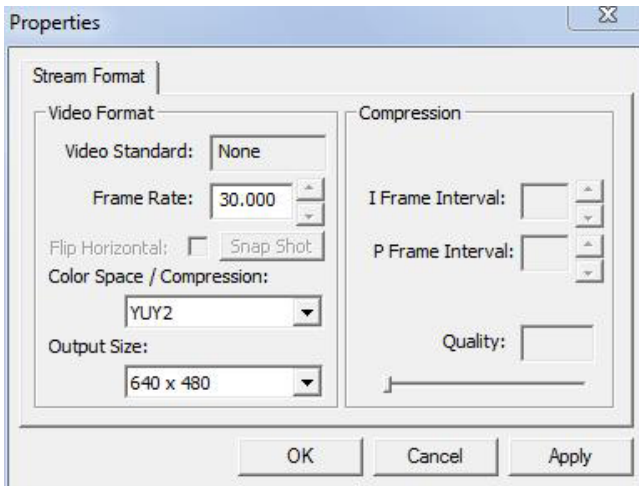 Properties
Stream Format
Video Format
Video Standard: None
Frame Rate: 30.000
Flip Horizontal: Snap Shot
Color Space / Compression:
YUY2
Output Size:
640 x 480
Compression
I Frame Interval:
P Frame Interval:
Quality:
OK Cancel Apply